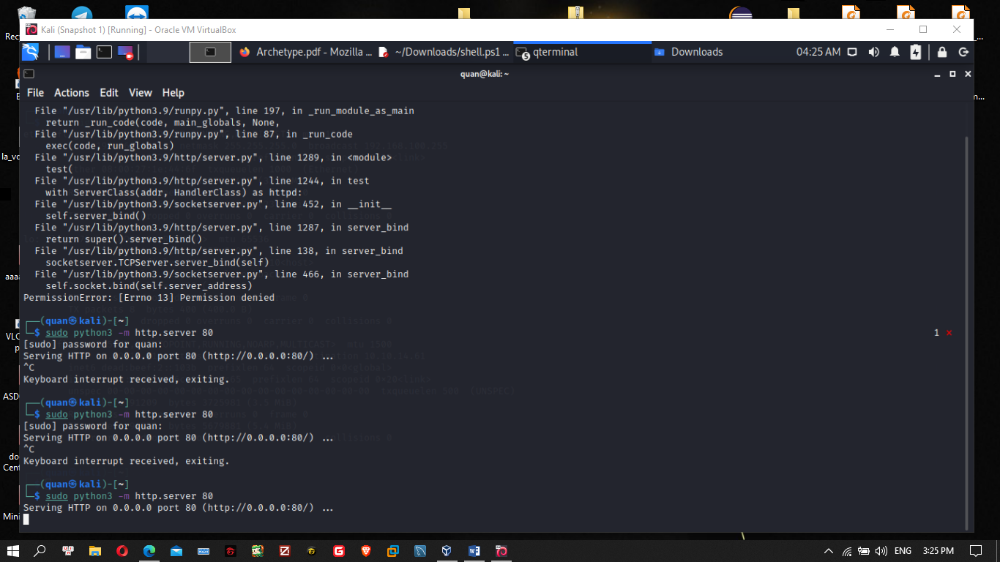 Rec
Kali (Snapshot 1) [Running] - Oracle VM VirtualBox
Archetype.pdf - Mozilla ...
~/Downloads/shell.ps1 ...
5
qterminal
Downloads
04:25 AM
quan@kali: ~
File Actions Edit View Help
File "/usr/lib/python3.9/runpy.py", line 197, in _run_module_as_main
return _run_code(code, main_globals, None,
File "/usr/lib/python3.9/runpy.py", line 87, in _run_code
exec(code, run_globals)
File "/usr/lib/python3.9/http/server.py", line 1289, in <module>
test(
File "/usr/lib/python3.9/http/server.py", line 1244, in test
with ServerClass(addr, HandlerClass) as httpd:
File "/usr/lib/python3.9/socketserver.py", line 452, in __init__
self.server_bind()
File "/usr/lib/python3.9/http/server.py", line 1287, in server_bind
return super().server_bind()
File "/usr/lib/python3.9/http/server.py", line 138, in server_bind
socketserver.TCPServer.server_bind(self)
File "/usr/lib/python3.9/socketserver.py", line 466, in server_bind
self.socket.bind(self.server_address)
PermissionError: [Errno 13] Permission denied
┌──(quan㉿kali)-[~]
└─$ sudo python3 -m http.server 80 1 ⨯
[sudo] password for quan:
Serving HTTP on 0.0.0.0 port 80 (http://0.0.0.0:80/) ...
^C
Keyboard interrupt received, exiting.
┌──(quan㉿kali)-[~]
└─$ sudo python3 -m http.server 80
[sudo] password for quan:
Serving HTTP on 0.0.0.0 port 80 (http://0.0.0.0:80/) ...
^C
Keyboard interrupt received, exiting.
┌──(quan㉿kali)-[~]
└─$ sudo python3 -m http.server 80
Serving HTTP on 0.0.0.0 port 80 (http://0.0.0.0:80/) ...
la_vo
aaaa
VLC
p
ASD
do
Cent
Mini
ENG
3:25 PM